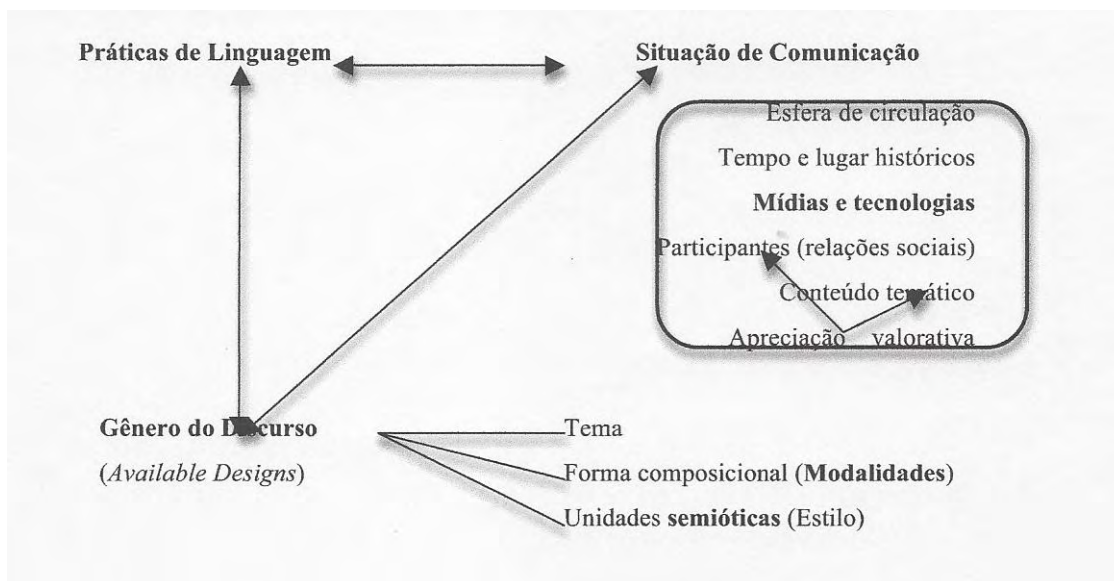 Práticas de Linguagem
Situação de Comunicação
Esfera de circulação
Tempo e lugar históricos
Mídias e tecnologias
Participantes (relações sociais)
Conteúdo temático
Apreciação valorativa
Gênero do Discurso
(Available Designs)
Tema
Forma composicional (Modalidades)
Unidades semióticas (Estilo)